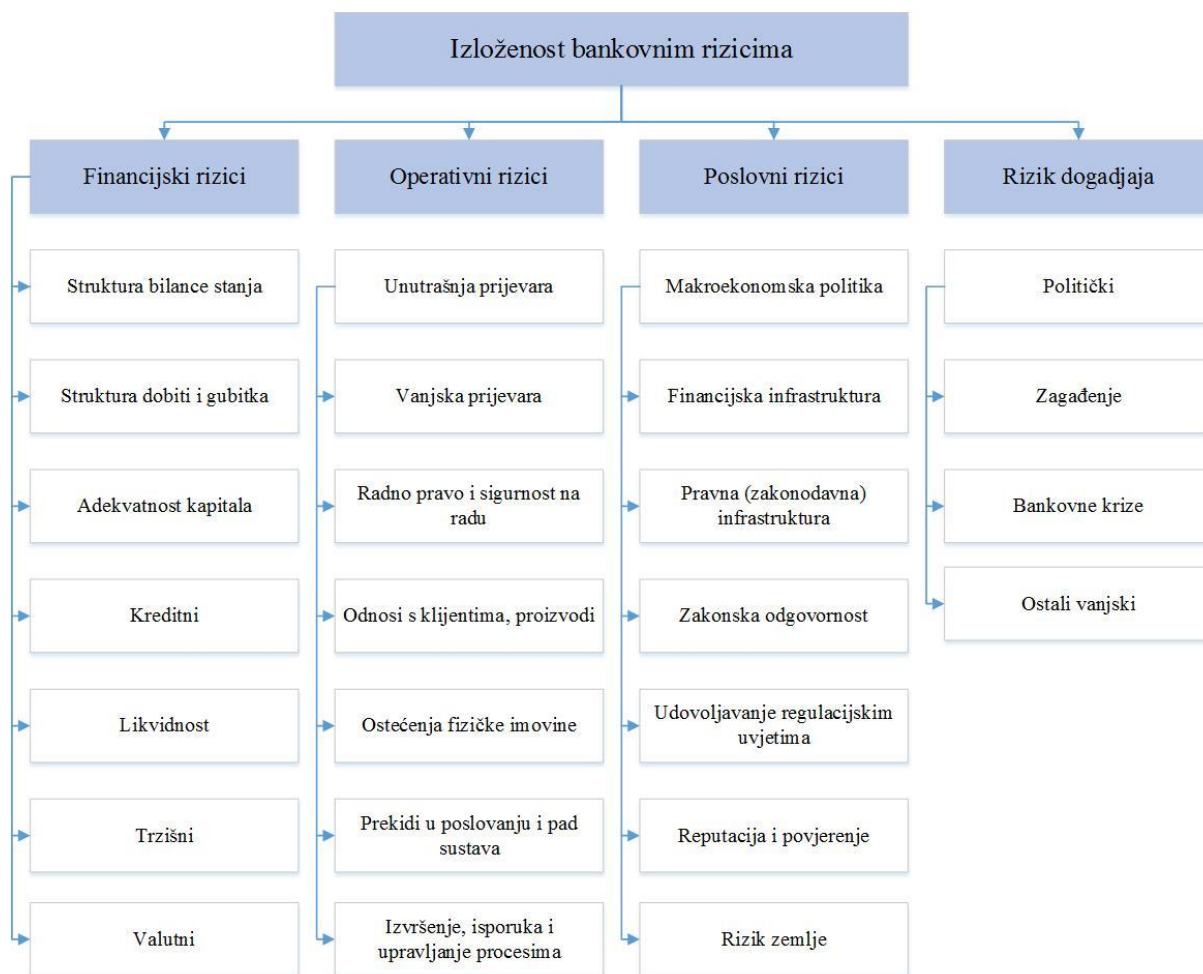 Izloženost bankovnim rizicima
Financijski rizici
Operativni rizici
Poslovni rizici
Rizik dogadjaja
Struktura bilance stanja
Unutrašnja prijevara
Makroekonomska politika
Politički
Struktura dobiti i gubitka
Vanjska prijevara
Financijska infrastruktura
Zagađenje
Adekvatnost kapitala
Radno pravo i sigurnost na
radu
Pravna (zakonodavna)
infrastruktura
Bankovne krize
Kreditni
Odnosi s klijentima, proizvodi
Zakonska odgovornost
Ostali vanjski
Likvidnost
Ostećenja fizičke imovine
Udovoljavanje regulacijskim
uvjetima
Trzišni
Prekidi u poslovanju i pad
sustava
Reputacija i povjerenje
Valutni
Izvršenje, isporuka i
upravljanje procesima
Rizik zemlje